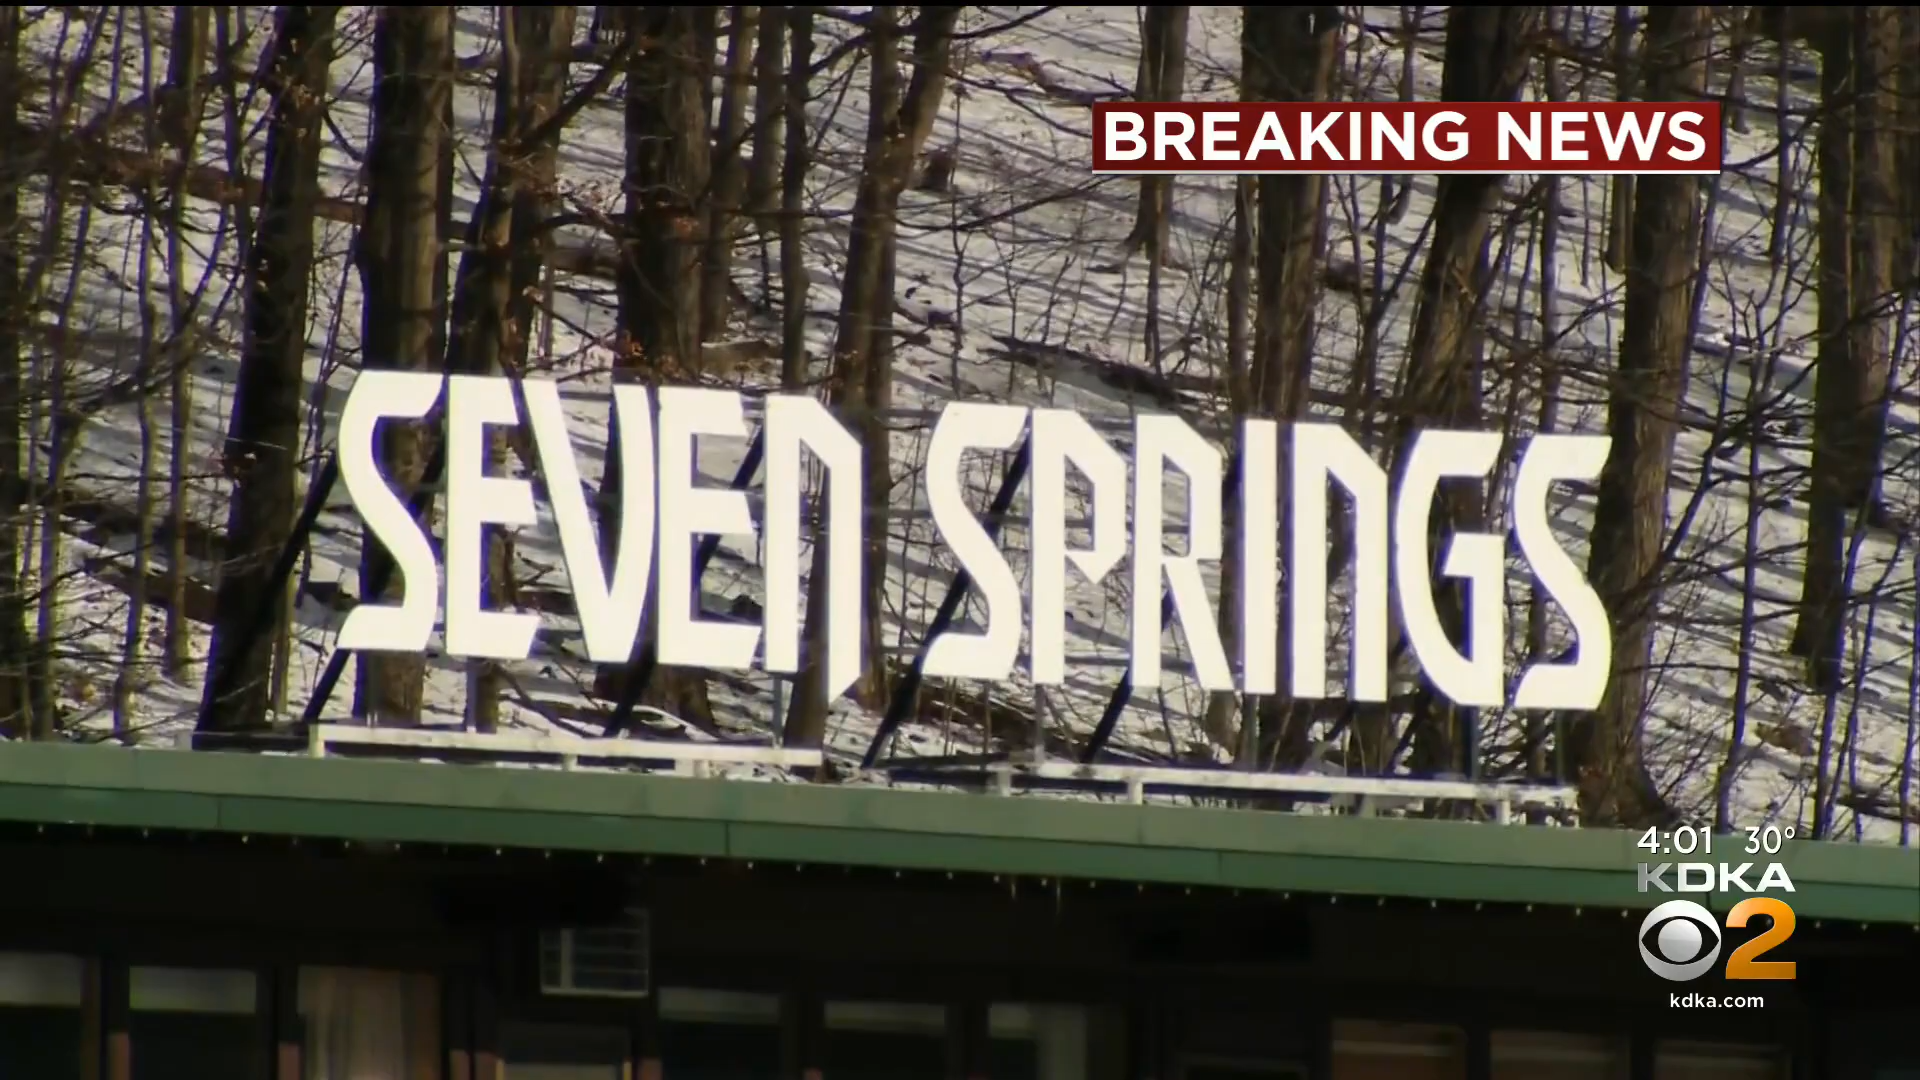 BREAKING NEWS
SEVEN SPRINGS
4:01 30°
KDKA
2
kdka.com